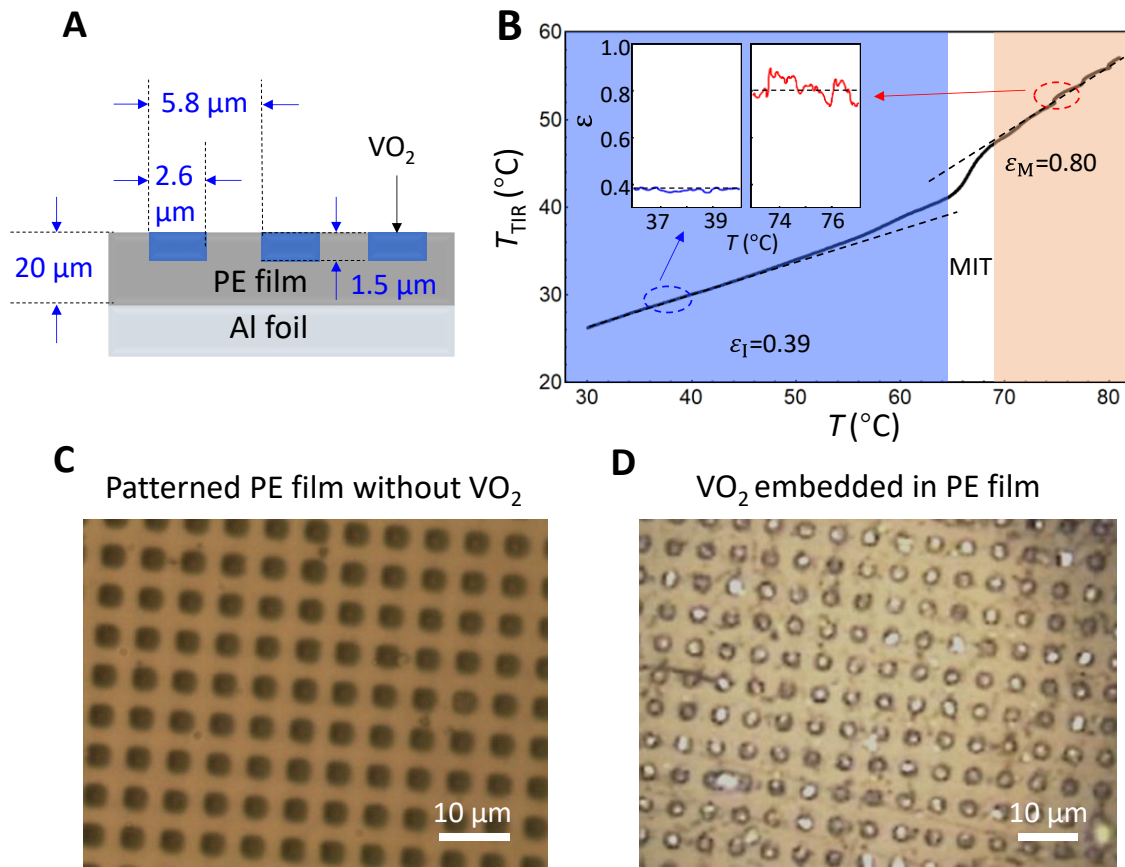 A
5.8 μm
2.6
μm
VO2
20 μm
PE film
1.5 μm
Al foil
B
60
50
40
30
20
TTIR (°C)
1.0
0.8
0.6
0.4
ε
37
39
74
76
T (°C)
εM=0.80
MIT
εI=0.39
30
40
50
60
70
80
T (°C)
C
Patterned PE film without VO2
10 μm
D
VO2 embedded in PE film
10 μm